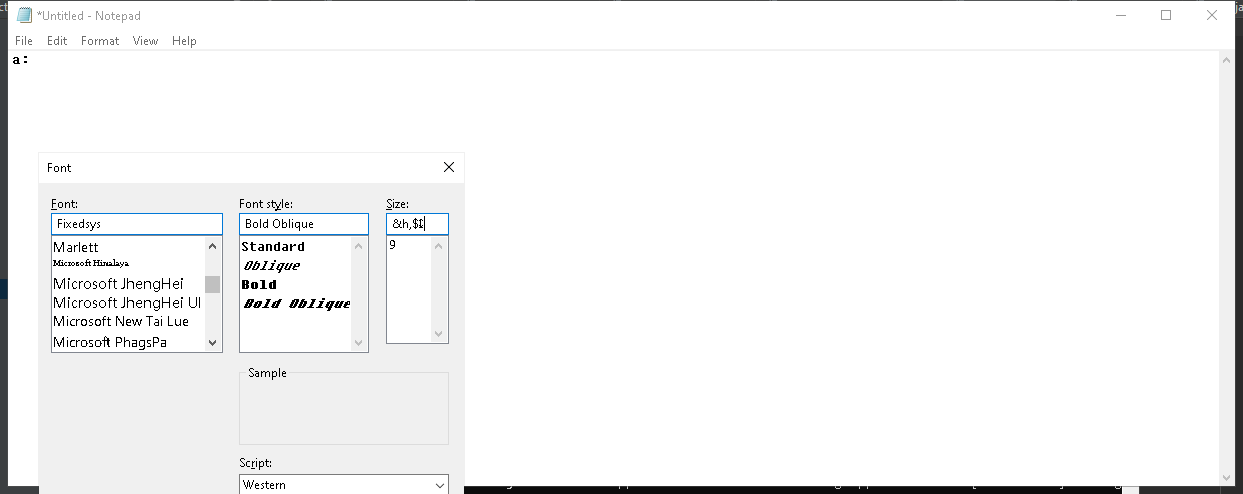 *Untitled - Notepad
File Edit Format View Help
a:
Font
Font: Font style: Size:
Fixedsys Bold Oblique &h,$I
Marlett Standard 9
Microsoft Himalaya Oblique
Microsoft JhengHei Bold
Microsoft JhengHei UI Bold Oblique
Microsoft New Tai Lue
Microsoft PhagsPa
Sample
Script:
Western